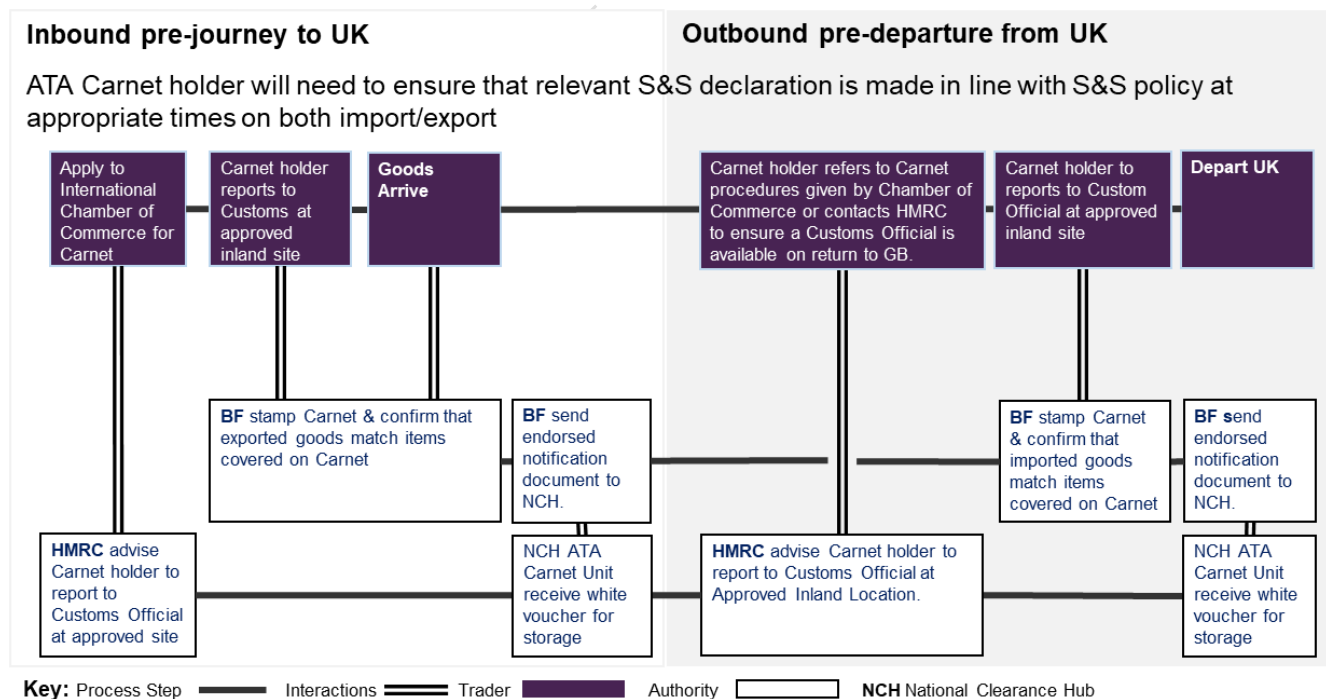 Inbound pre-journey to UK
Outbound pre-departure from UK
ATA Carnet holder will need to ensure that relevant S&S declaration is made in line with S&S policy at
appropriate times on both import/export
Apply to
International
Chamber of
Commerce for
Carnet
Carnet holder
reports to
Customs at
approved
inland site
Goods
Arrive
Carnet holder refers to Carnet
procedures given by Chamber of
Commerce or contacts HMRC
to ensure a Customs Official is
available on return to GB.
Carnet holder to
reports to Custom
Official at approved
inland site
Depart UK
BF stamp Carnet & confirm that
exported goods match items
covered on Carnet
BF send
endorsed
notification
document to
NCH.
BF stamp Carnet
& confirm that
imported goods
match items
covered on Carnet
BF send
endorsed
notification
document to
NCH.
HMRC advise
Carnet holder to
report to
Customs Official
at approved site
NCH ATA
Carnet Unit
receive white
voucher for
storage
HMRC advise Carnet holder to
report to Customs Official at
Approved Inland Location.
NCH ATA
Carnet Unit
receive white
voucher for
storage
Key: Process Step Interactions Trader Authority NCH National Clearance Hub